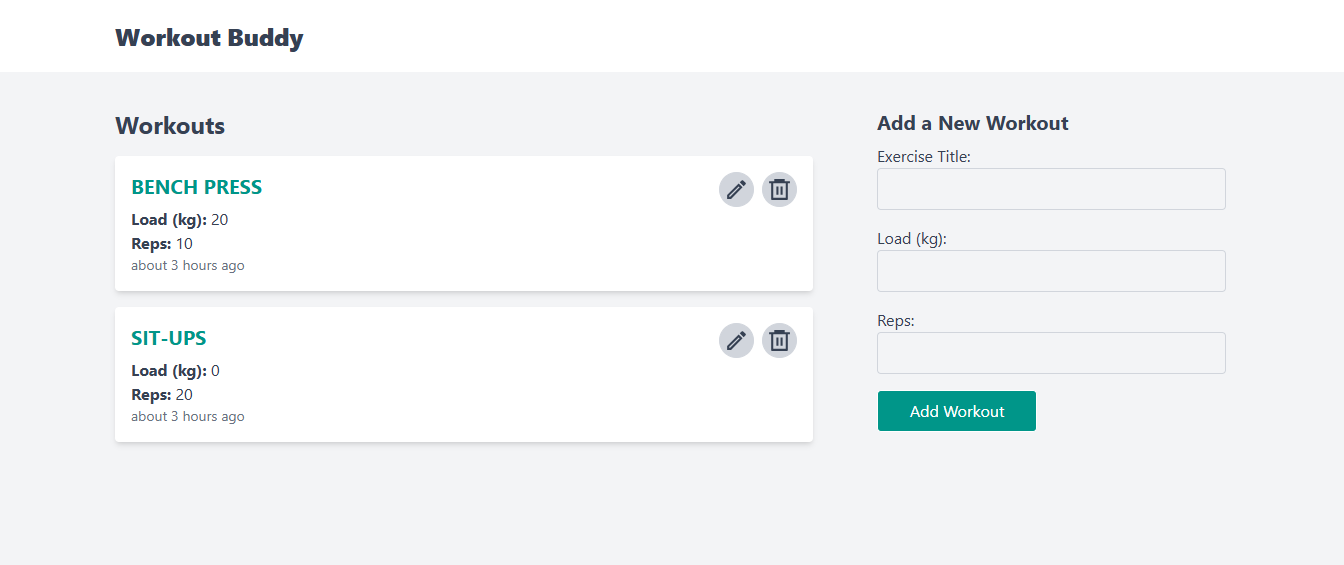 Workout Buddy
Workouts
BENCH PRESS
Load (kg): 20
Reps: 10
about 3 hours ago
SIT-UPS
Load (kg): 0
Reps: 20
about 3 hours ago
Add a New Workout
Exercise Title:
Load (kg):
Reps:
Add Workout